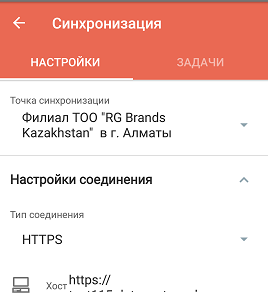 Синхронизация
НАСТРОЙКИ
ЗАДАЧИ
Точка синхронизации
Филиал ТОО "RG Brands
Kazakhstan" в г. Алматы
Настройки соединения
Тип соединения
HTTPS
Хост https://